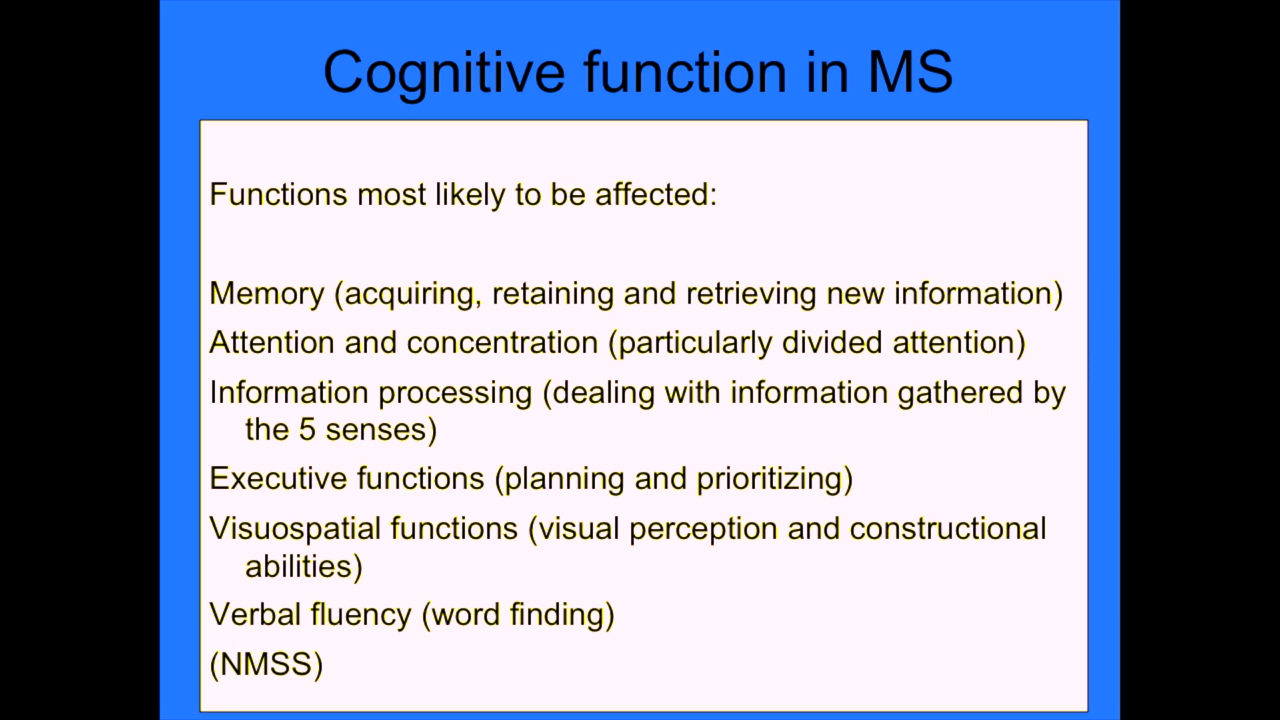 Cognitive function in MS
Functions most likely to be affected:
Memory (acquiring, retaining and retrieving new information)
Attention and concentration (particularly divided attention)
Information processing (dealing with information gathered by
the 5 senses)
Executive functions (planning and prioritizing)
Visuospatial functions (visual perception and constructional
abilities)
Verbal fluency (word finding)
(NMSS)